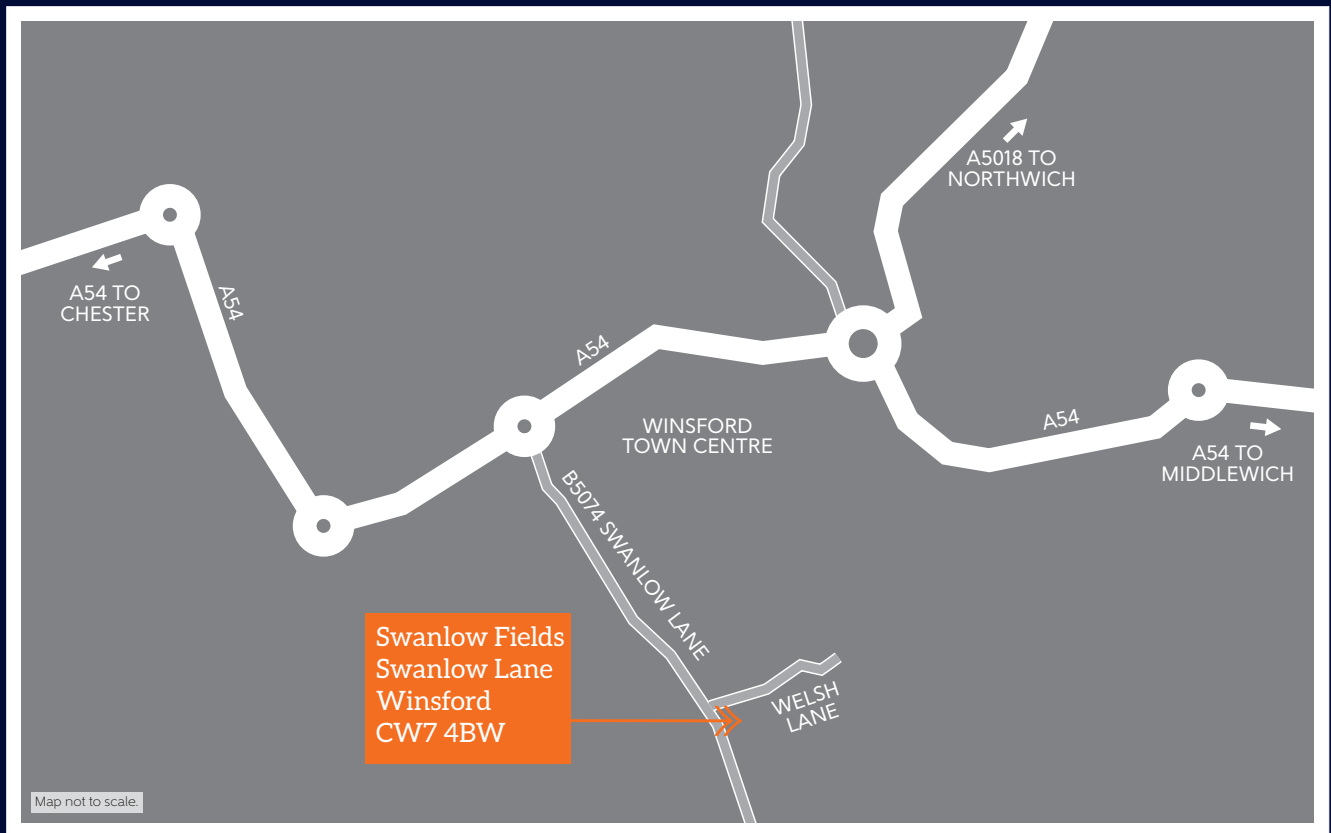 A5018 TO
NORTHWICH
A54 TO
CHESTER
A54
A54
WINSFORD
TOWN CENTRE
A54
A54 TO
MIDDLEWICH
B5074 SWANLOW LANE
Swanlow Fields
Swanlow Lane
Winsford
CW7 4BW
WELSH
LANE
Map not to scale.